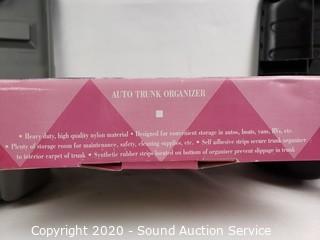 AUTO TRUNK ORGANIZER
• Heavy duty, high quality nylon material • Designed for convenient storage in autos, boats, vans, RVs, etc.
• Plenty of storage room for maintenance, safety, cleaning supplies, etc. • Self adhesive strips secure trunk organizer
to interior carpet of trunk • Synthetic rubber strips located on bottom of organizer prevent slippage in trunk
Copyright 2020 - Sound Auction Service